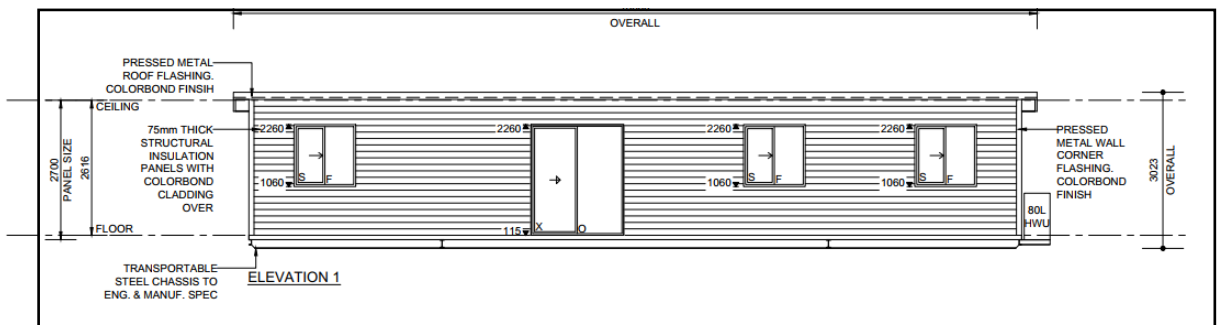 OVERALL
PRESSED METAL
ROOF FLASHING.
COLORBOND FINSIH
CEILING
75mm THICK
STRUCTURAL
INSULATION
PANELS WITH
COLORBOND
CLADDING
OVER
2260
2260
2260
2260
PRESSED
METAL WALL
CORNER
FLASHING.
COLORBOND
FINISH
2700
PANEL SIZE
2616
3023
OVERALL
1060
S F
1060
S F
1060
S F
80L
HWU
FLOOR
115
X O
TRANSPORTABLE
STEEL CHASSIS TO
ENG. & MANUF. SPEC
ELEVATION 1